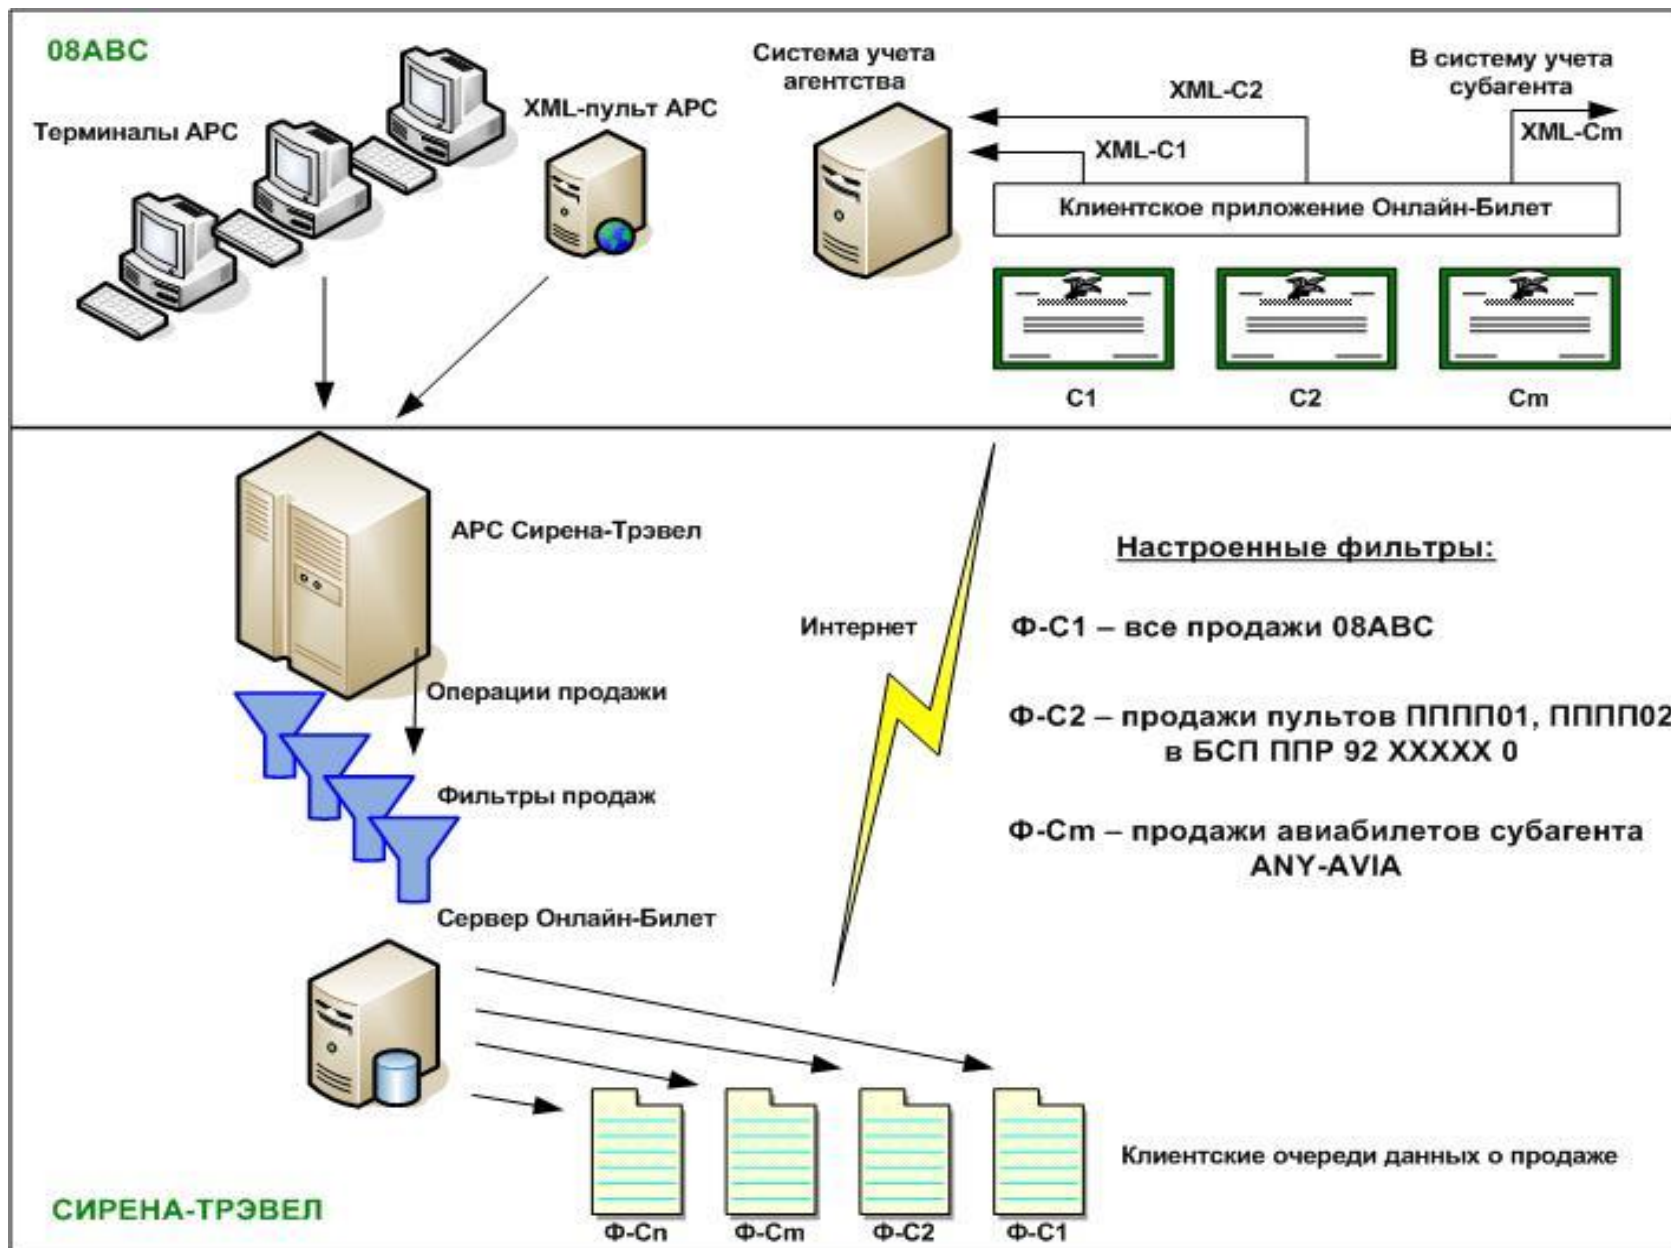 08ABC
Терминалы АРС
XML-пульт АРС
Система учета
агентства
XML-C2
XML-C1
В систему учета
субагента
XML-Cm
Клиентское приложение Онлайн-Билет
C1
C2
Cm
АРС Сирена-Трэвел
Операции продажи
Фильтры продаж
Сервер Онлайн-Билет
Интернет
Настроенные фильтры:
Ф-С1 – все продажи 08ABC
Ф-С2 – продажи пультов ПППП01, ПППП02
в БСП ППР 92 XXXXX 0
Ф-Cm – продажи авиабилетов субагента
ANY-AVIA
Клиентские очереди данных о продаже
Ф-Cn
Ф-Cm
Ф-C2
Ф-C1
СИРЕНА-ТРЭВЕЛ